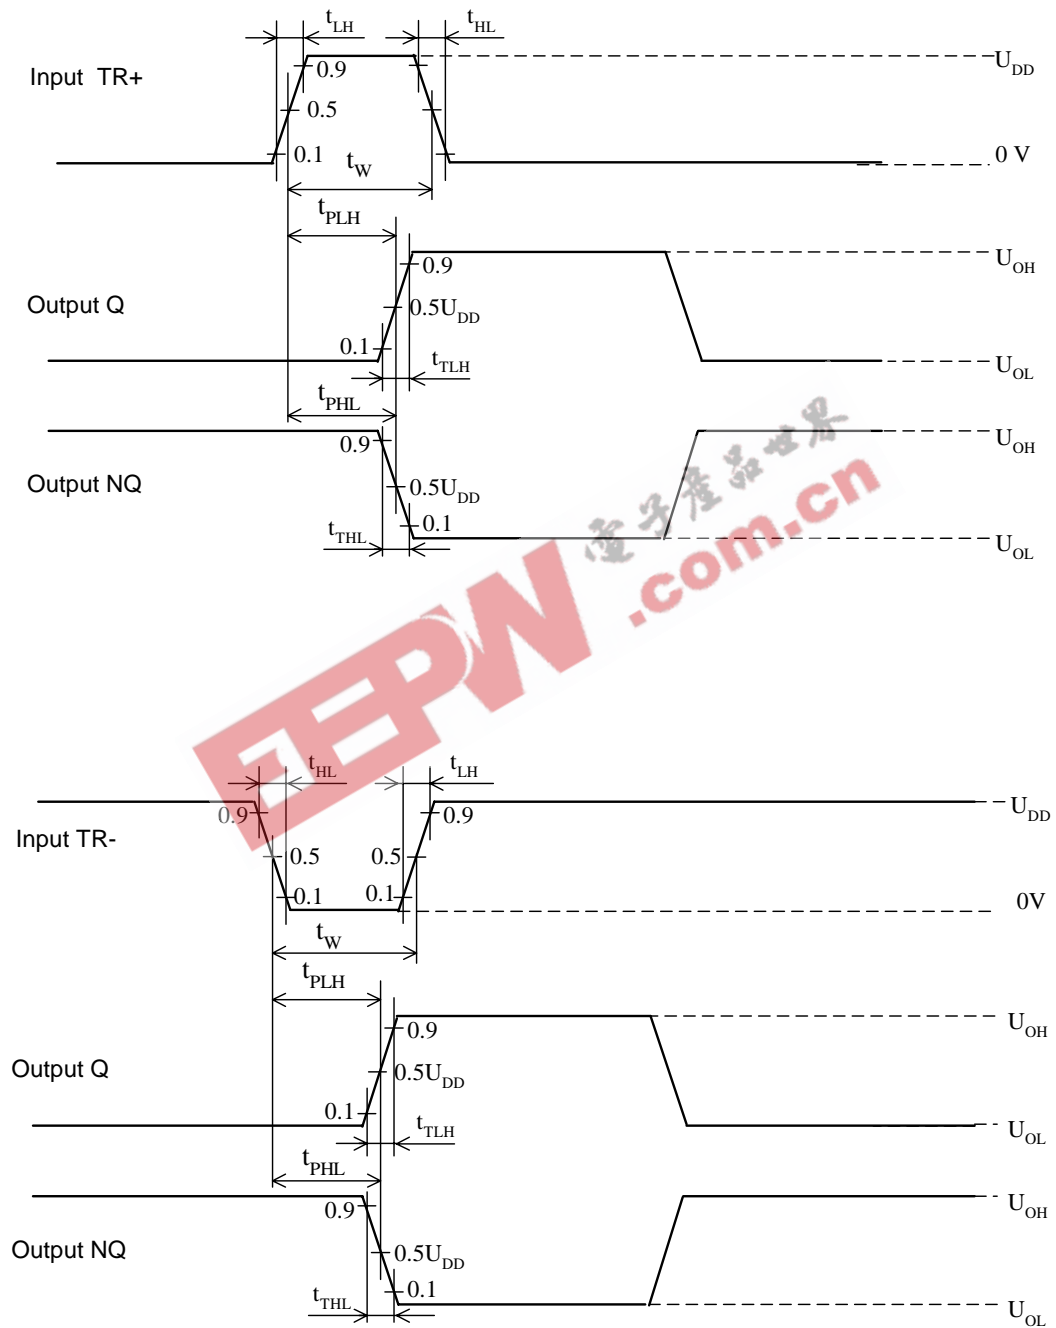 tLH tHL
Input TR+ 0.9 UDD
0.5
0.1 tW 0 V
tPLH
0.9 UOH
Output Q 0.5UDD
0.1 tTLH UOL
tPHL
0.9 UOH
Output NQ 0.5UDD
0.1
tTHL UOL
電子產品世界
EEPW .com.cn
tHL tLH
0.9 0.9 UDD
Input TR-
0.5 0.5
0.1 0.1 0V
tW
tPLH
0.9 UOH
Output Q 0.5UDD
0.1 tTLH UOL
tPHL
0.9 UOH
Output NQ 0.5UDD
0.1
tTHL UOL